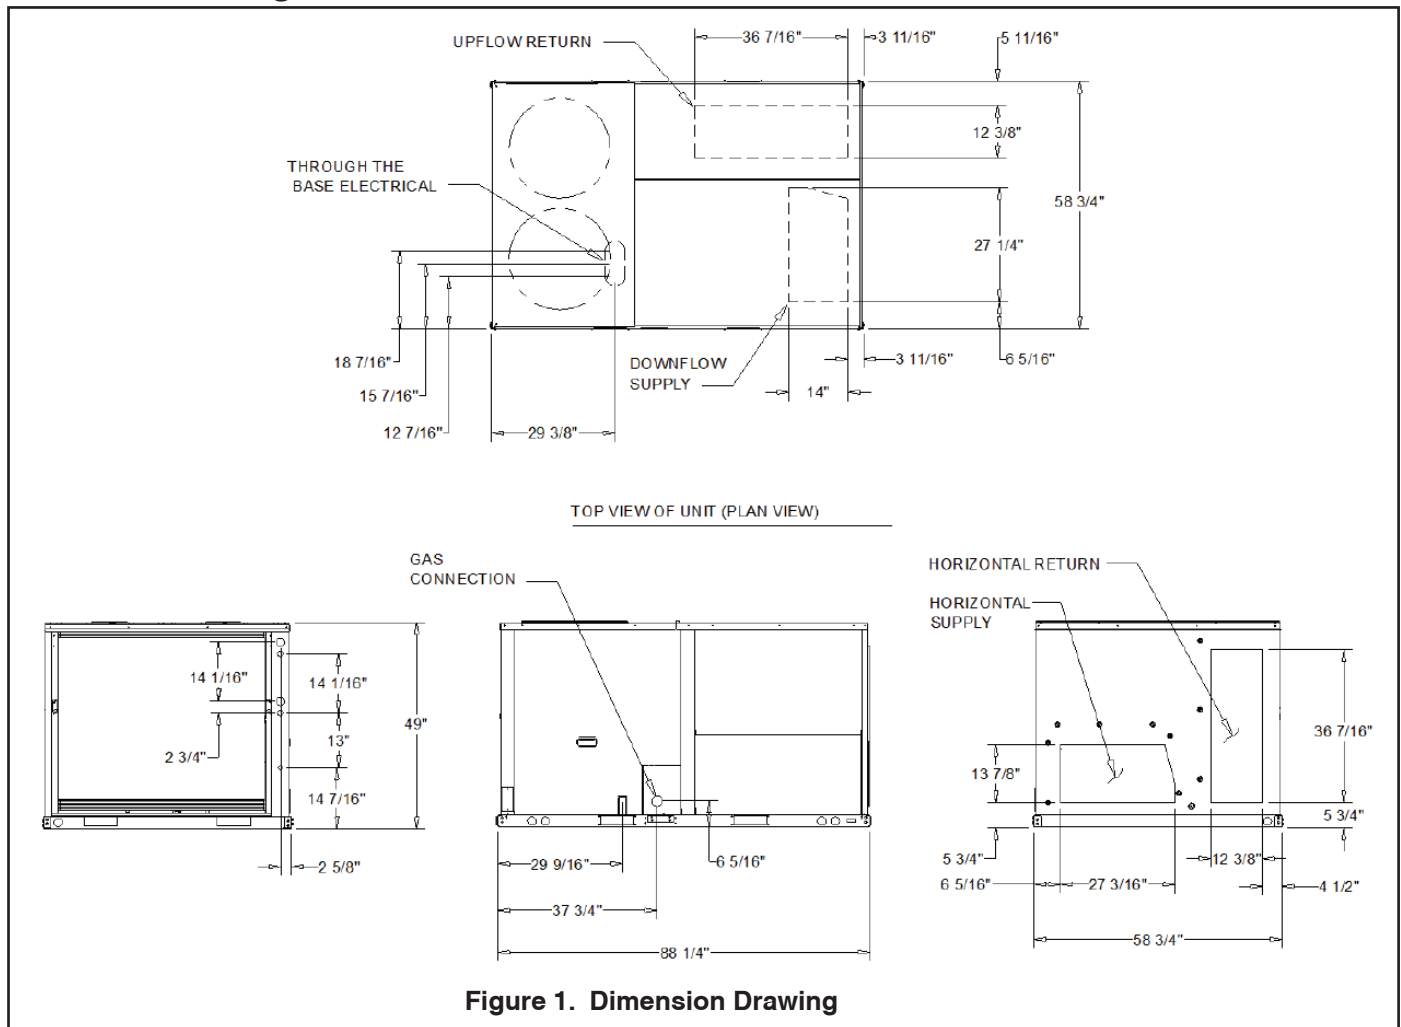 36 7/16"
3 11/16"
5 11/16"
UPFLOW RETURN
12 3/8"
THROUGH THE
BASE ELECTRICAL
58 3/4"
27 1/4"
18 7/16"
15 7/16"
12 7/16"
29 3/8"
DOWNFLOW
SUPPLY
14"
3 11/16"
6 5/16"
TOP VIEW OF UNIT (PLAN VIEW)
GAS
CONNECTION
HORIZONTAL RETURN
HORIZONTAL
SUPPLY
14 1/16"
14 1/16"
49"
13"
2 3/4"
14 7/16"
2 5/8"
29 9/16"
6 5/16"
37 3/4"
88 1/4"
36 7/16"
13 7/8"
5 3/4"
5 3/4"
12 3/8"
6 5/16"
27 3/16"
4 1/2"
58 3/4"
Figure 1. Dimension Drawing